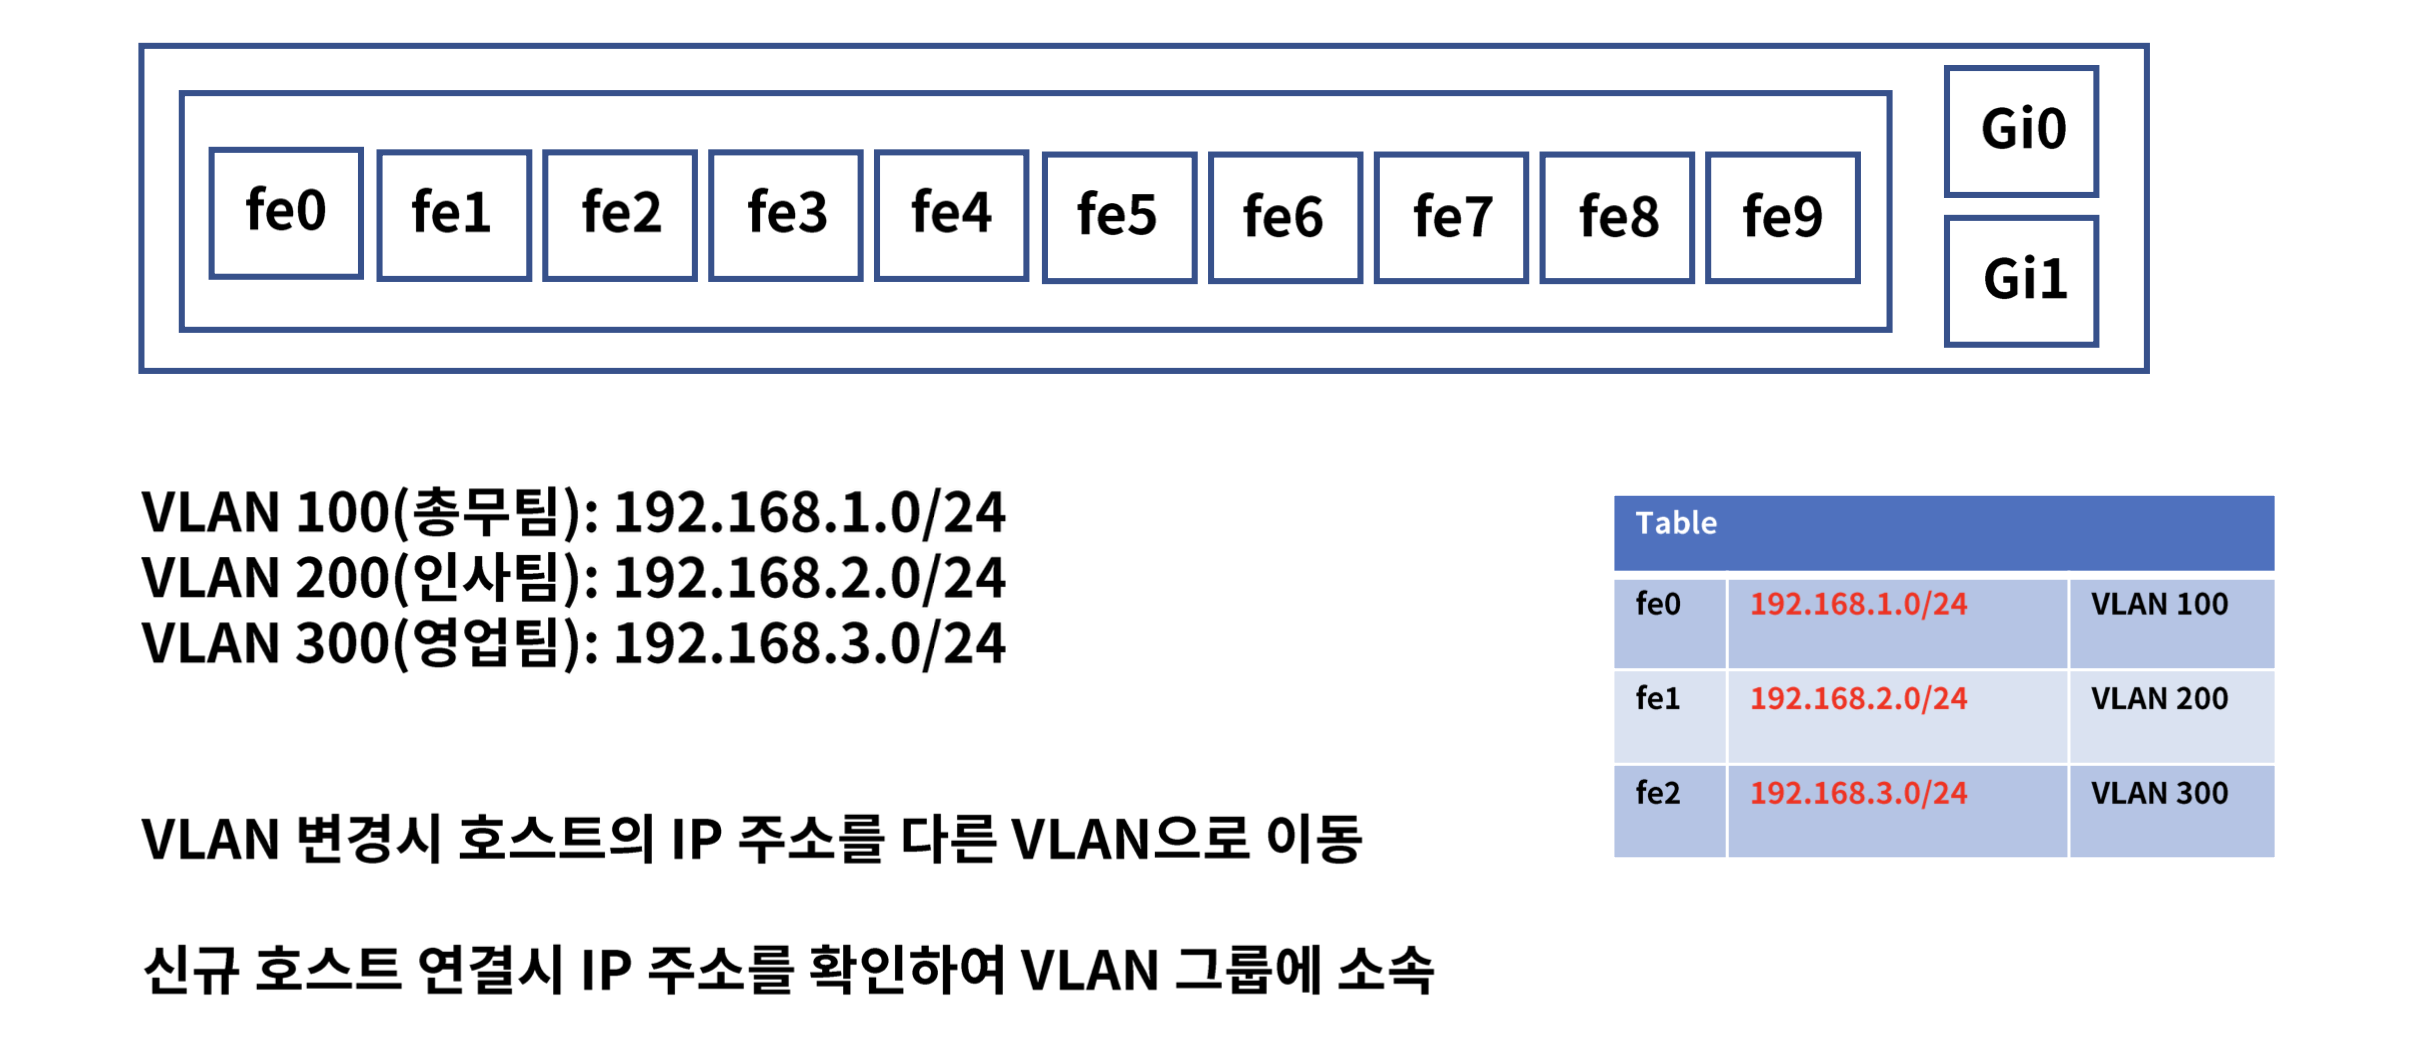 fe0 fe1 fe2 fe3 fe4 fe5 fe6 fe7 fe8 fe9
Gi0
Gi1
VLAN 100(총무팀): 192.168.1.0/24
VLAN 200(인사팀): 192.168.2.0/24
VLAN 300(영업팀): 192.168.3.0/24
VLAN 변경시 호스트의 IP 주소를 다른 VLAN으로 이동
신규 호스트 연결시 IP 주소를 확인하여 VLAN 그룹에 소속
Table
fe0 192.168.1.0/24 VLAN 100
fe1 192.168.2.0/24 VLAN 200
fe2 192.168.3.0/24 VLAN 300